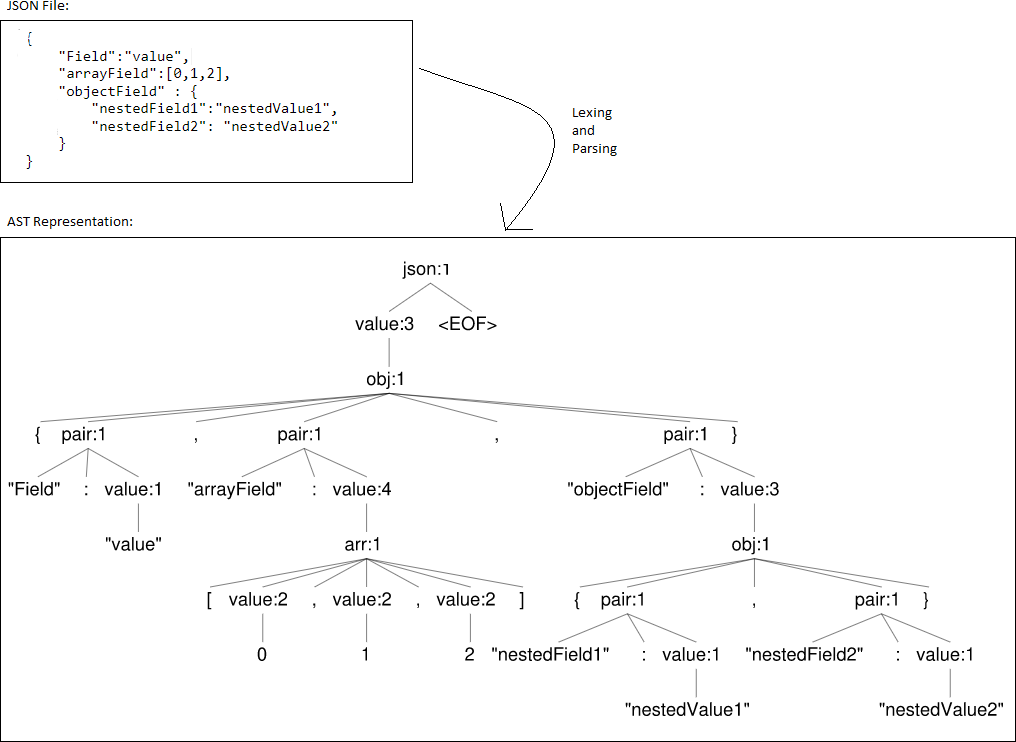 JSON File:
{
"Field":"value",
"arrayField":[0,1,2],
"objectField" : {
"nestedField1":"nestedValue1",
"nestedField2": "nestedValue2"
}
}
Lexing
and
Parsing
AST Representation:
json:1
value:3 <EOF>
obj:1
{ pair:1 , pair:1 , pair:1 }
"Field" : value:1 "arrayField" : value:4 "objectField" : value:3
"value" arr:1 obj:1
[ value:2 , value:2 , value:2 ] { pair:1 , pair:1 }
0 1 2 "nestedField1" : value:1 "nestedField2" : value:1
"nestedValue1" "nestedValue2"